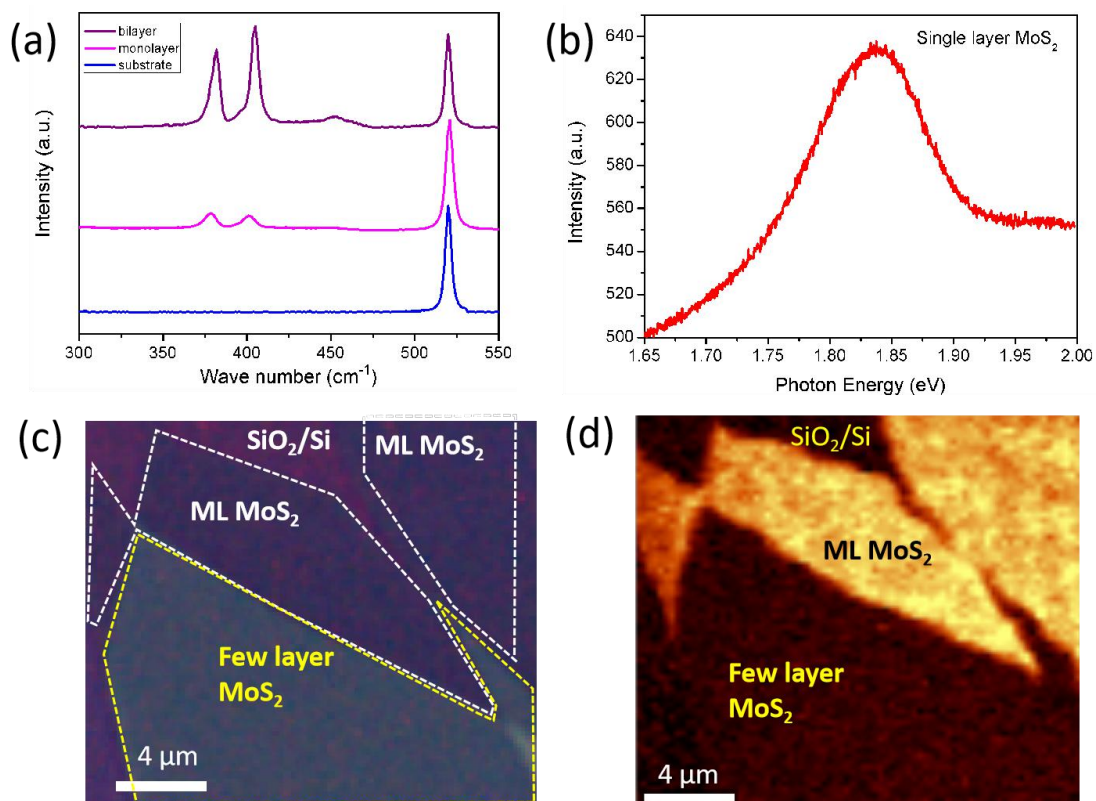 (a)
bilayer
monolayer
substrate
Intensity (a.u.)
300 350 400 450 500 550
Wave number (cm⁻¹)
(b)
Single layer MoS₂
Intensity (a.u.)
640
620
600
580
560
540
520
500
1.65 1.70 1.75 1.80 1.85 1.90 1.95 2.00
Photon Energy (eV)
(c)
SiO₂/Si
ML MoS₂
ML MoS₂
Few layer
MoS₂
4 μm
(d)
SiO₂/Si
ML MoS₂
Few layer
MoS₂
4 μm